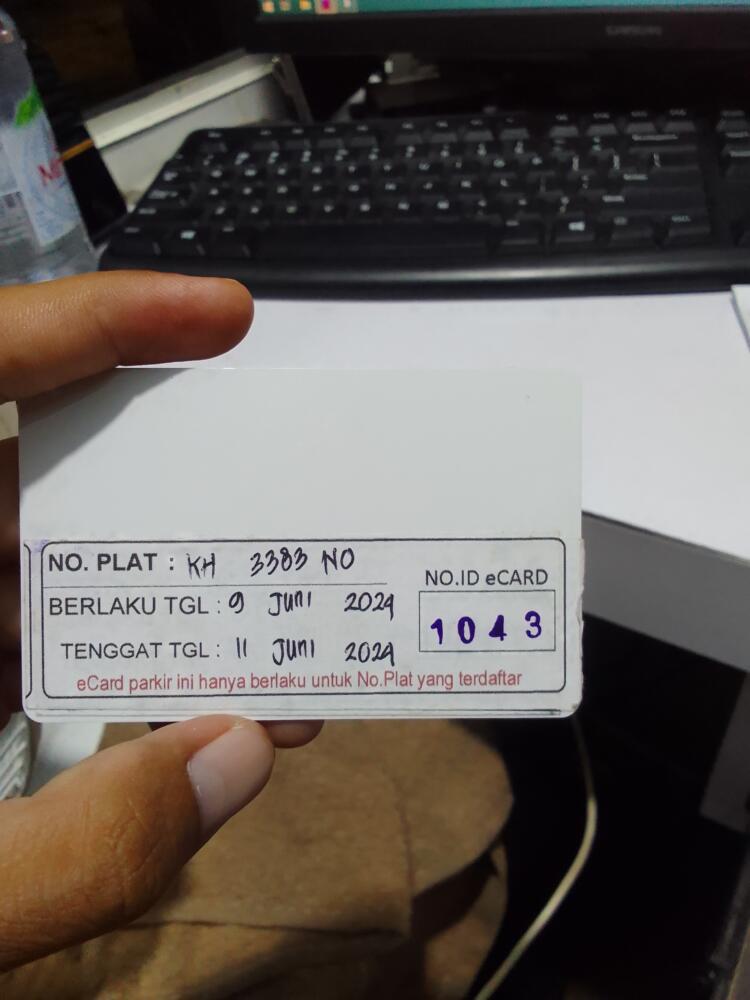 SAMSUNG
NO. PLAT : KH 3383 NO
BERLAKU TGL : 9 Juni 2024
TENGGAT TGL : 11 Juni 2024
NO.ID eCARD
1043
eCard parkir ini hanya berlaku untuk No.Plat yang terdaftar